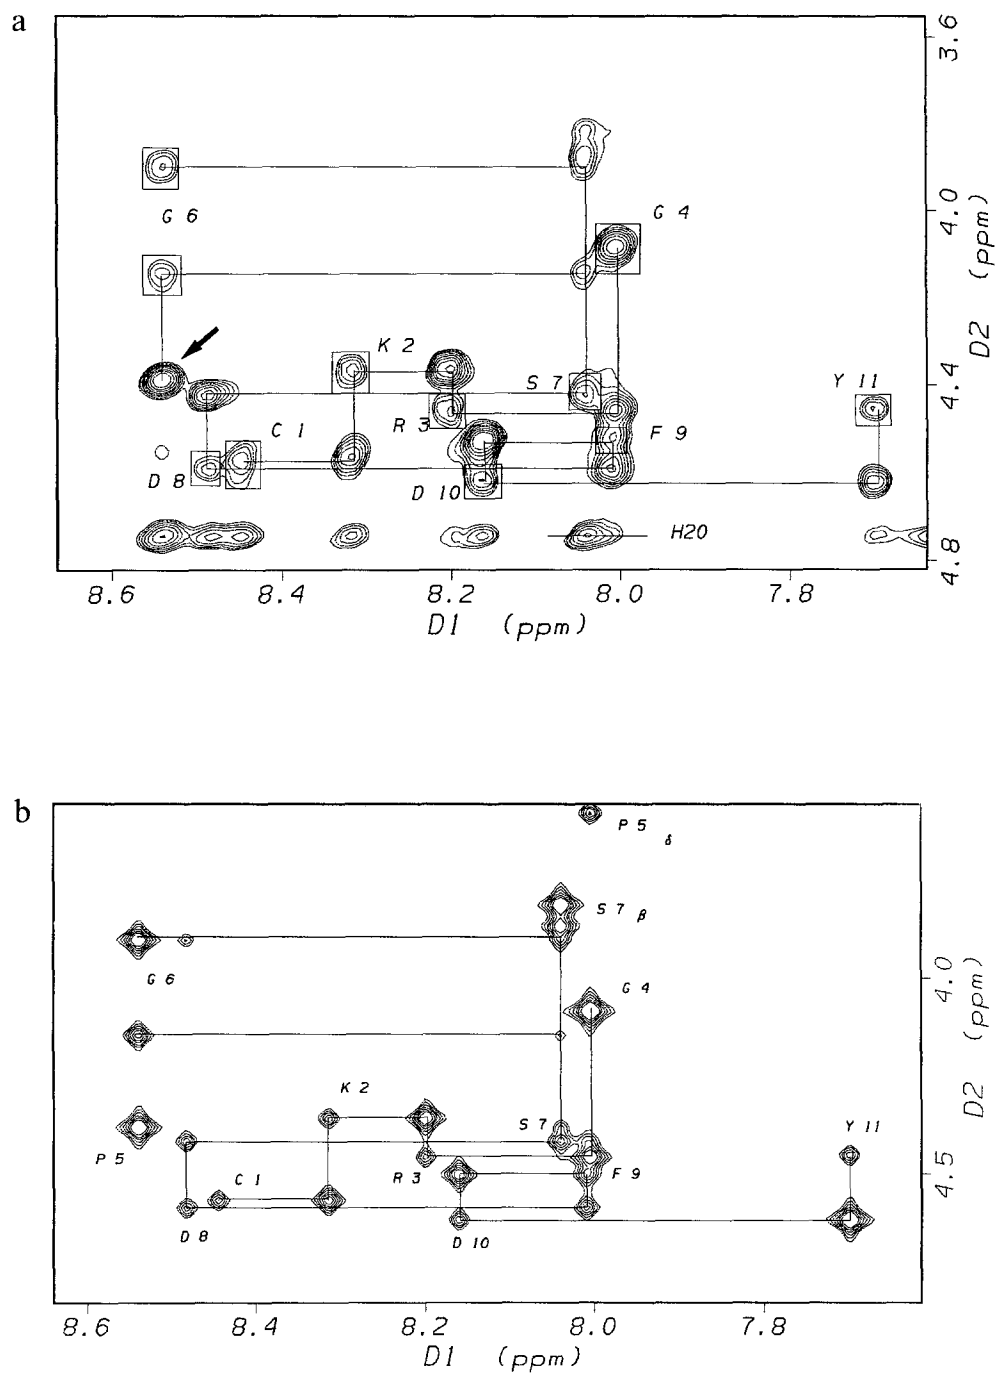 a
3.6
G 6
G 4
4.0
D2 (ppm)
K 2
S 7
Y 11
4.4
C 1
R 3
F 9
D 8
D 10
H20
4.8
8.6 8.4 8.2 8.0 7.8
D1 (ppm)
b
P 5 δ
S 7 β
G 6
G 4
4.0
D2 (ppm)
K 2
S 7
Y 11
P 5
C 1
R 3
F 9
4.5
D 8
D 10
8.6 8.4 8.2 8.0 7.8
D1 (ppm)